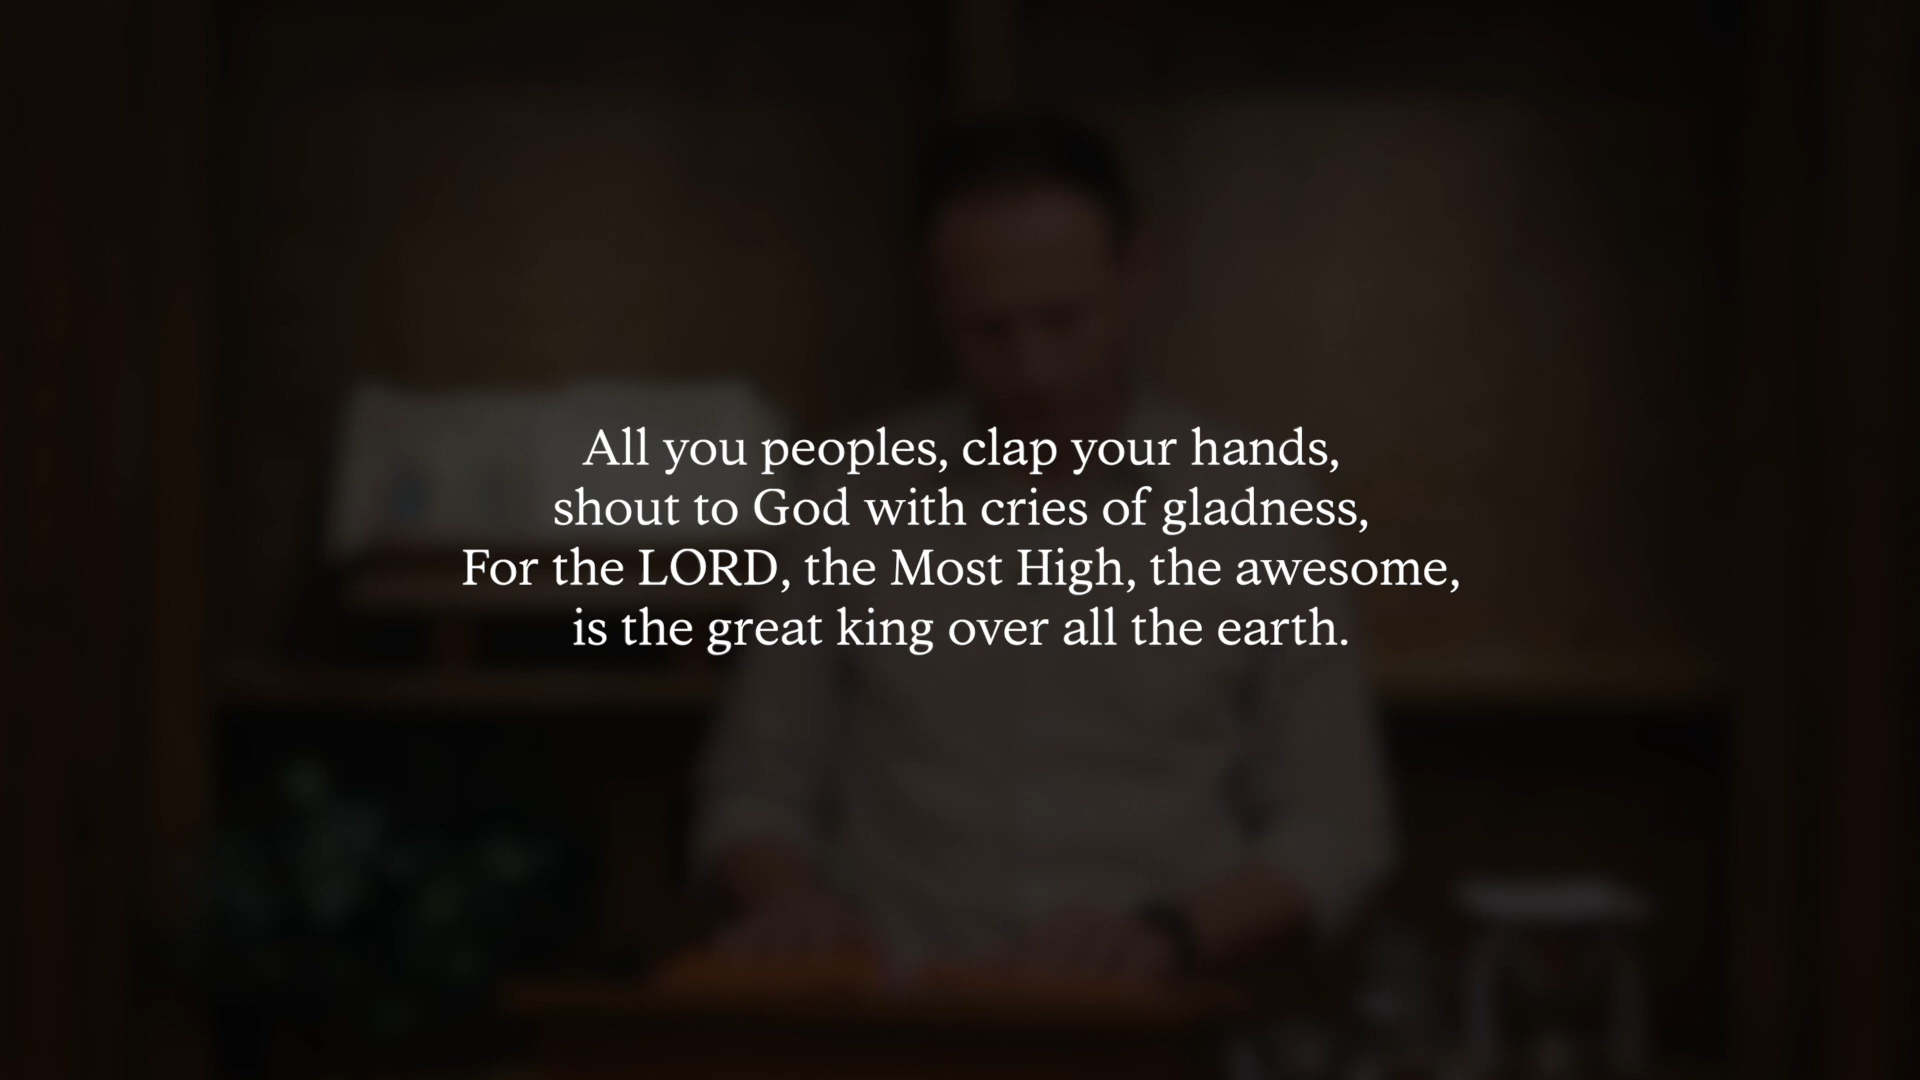 All you peoples, clap your hands,
shout to God with cries of gladness,
For the LORD, the Most High, the awesome,
is the great king over all the earth.